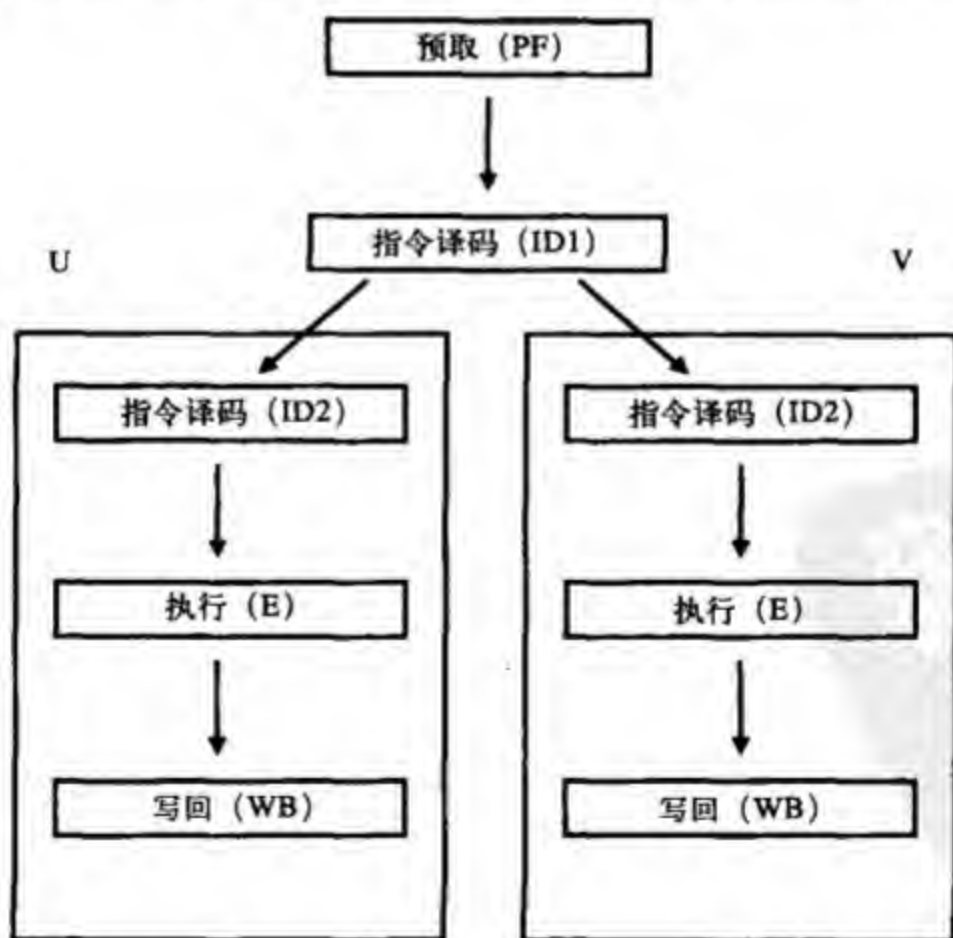 预取（PF）
指令译码（ID1）
U
V
指令译码（ID2）
指令译码（ID2）
执行（E）
执行（E）
写回（WB）
写回（WB）